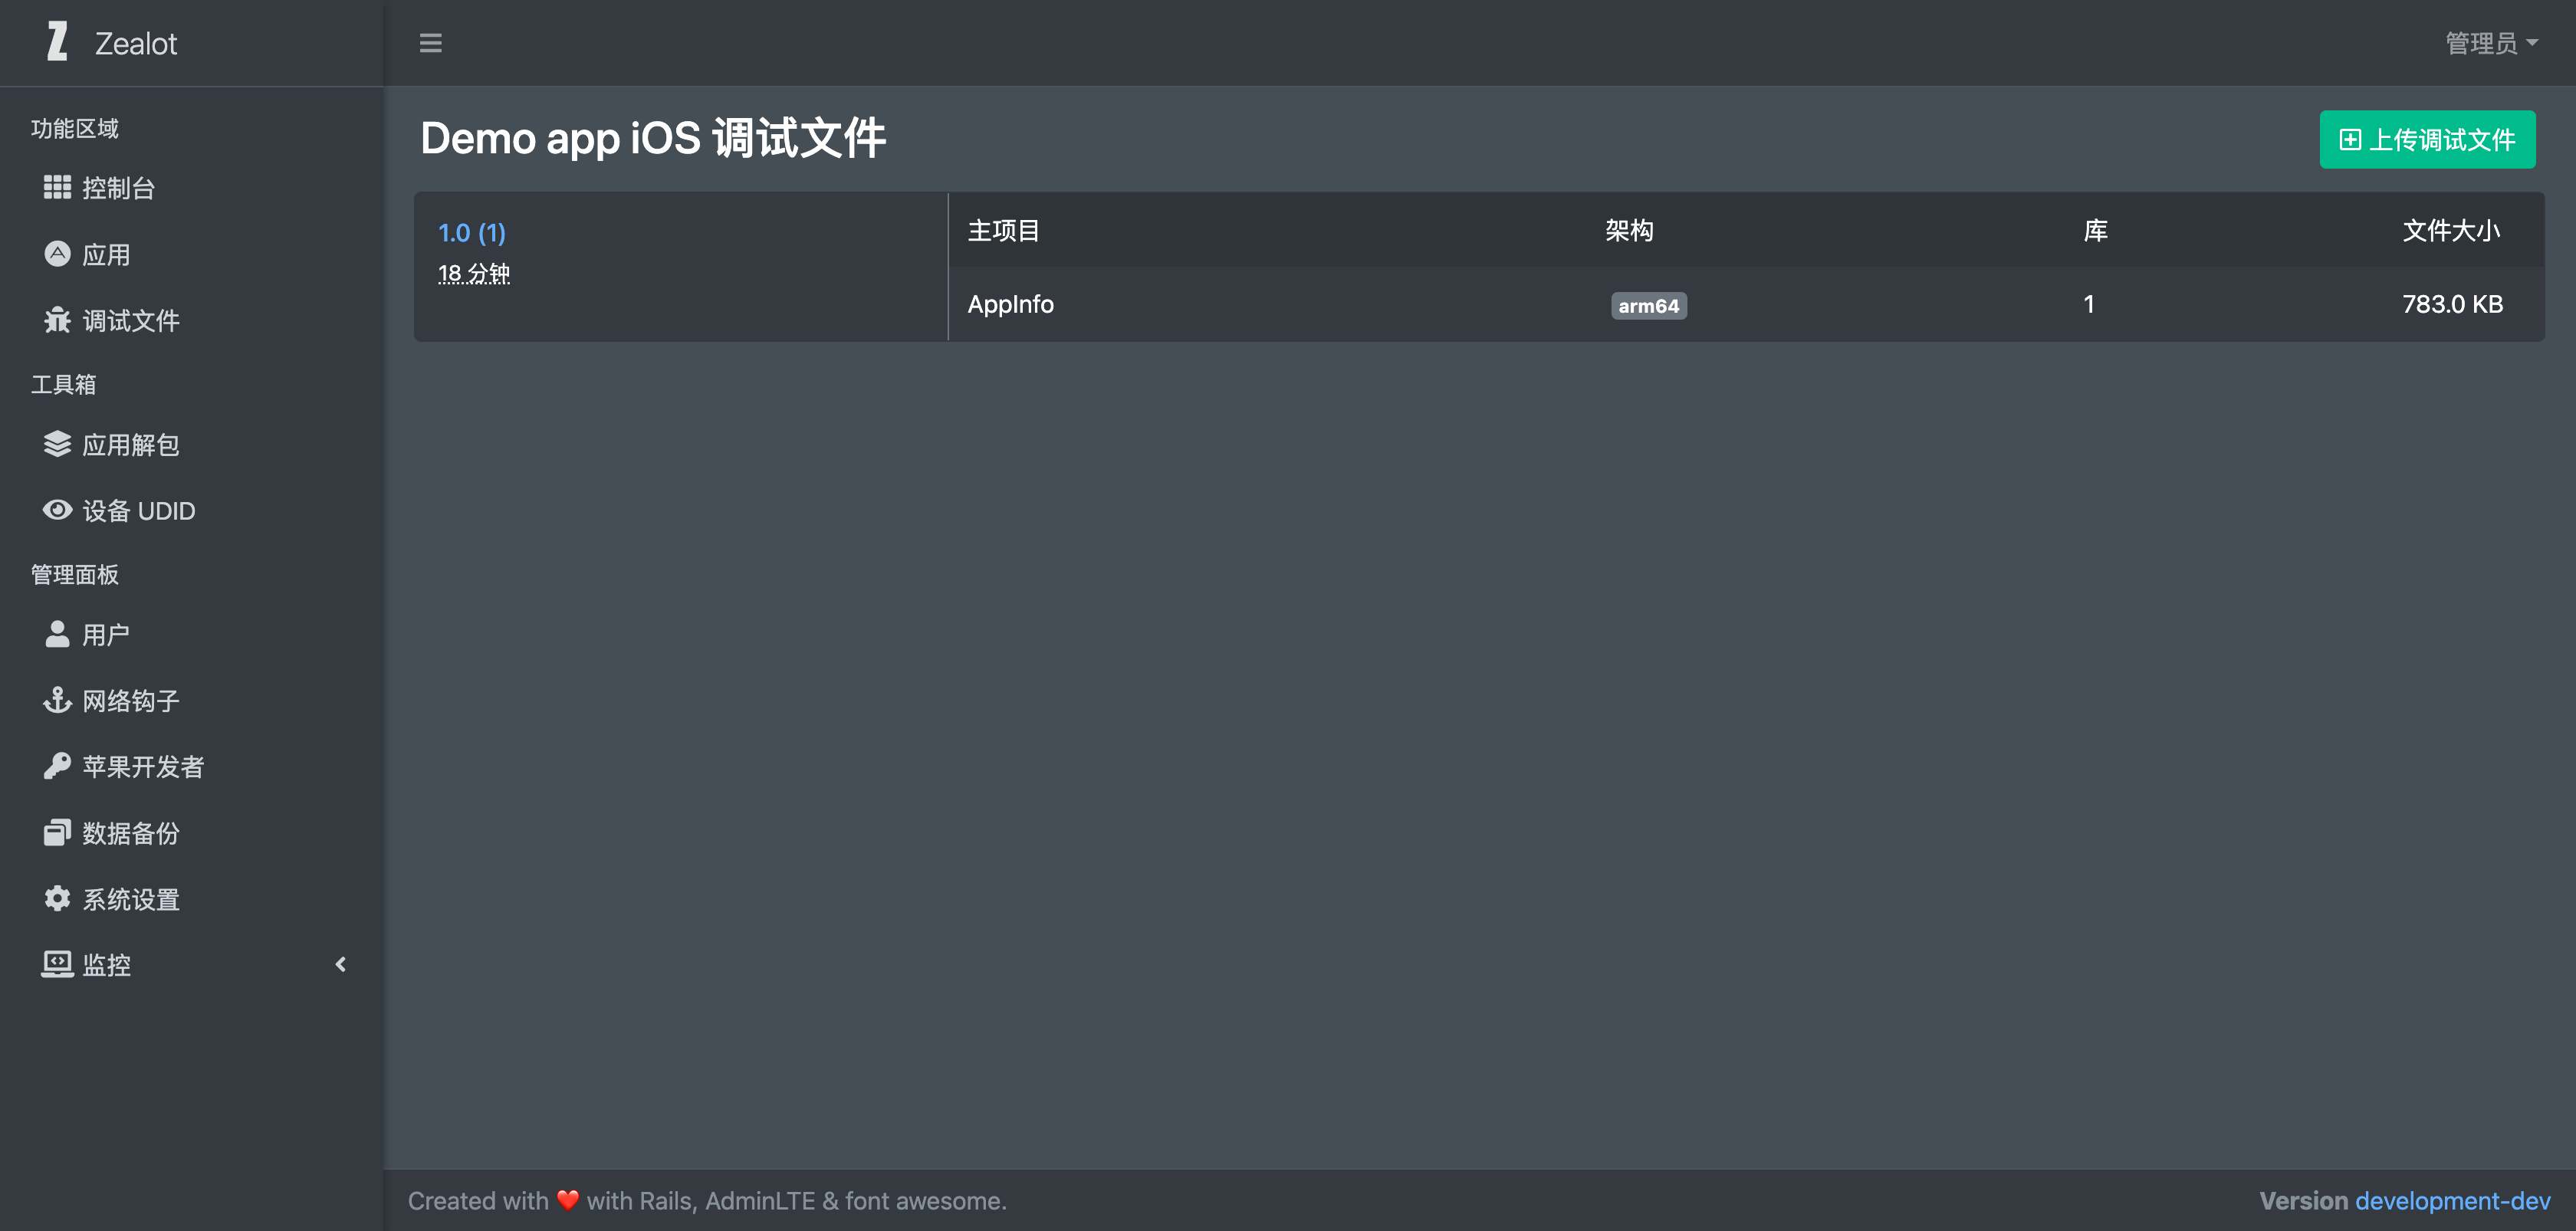 Zealot
管理员
功能区域
控制台
应用
调试文件
工具箱
应用解包
设备 UDID
管理面板
用户
网络钩子
苹果开发者
数据备份
系统设置
监控
Demo app iOS 调试文件
上传调试文件
1.0 (1)
18 分钟
主项目 架构 库 文件大小
AppInfo arm64 1 783.0 KB
Created with ❤️ with Rails, AdminLTE & font awesome.
Version development-dev